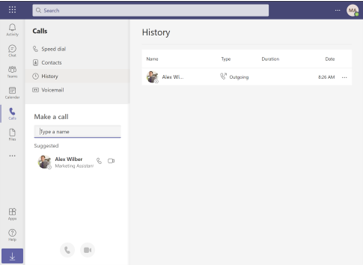 Search
MA
Activity
Chat
Teams
Calendar
Calls
Files
Apps
Help
Calls
Speed dial
Contacts
History
Voicemail
Make a call
Type a name
Suggested
Alex Wilber
Marketing Assistant
History
Name Type Duration Date
Alex Wi... Outgoing 8:26 AM